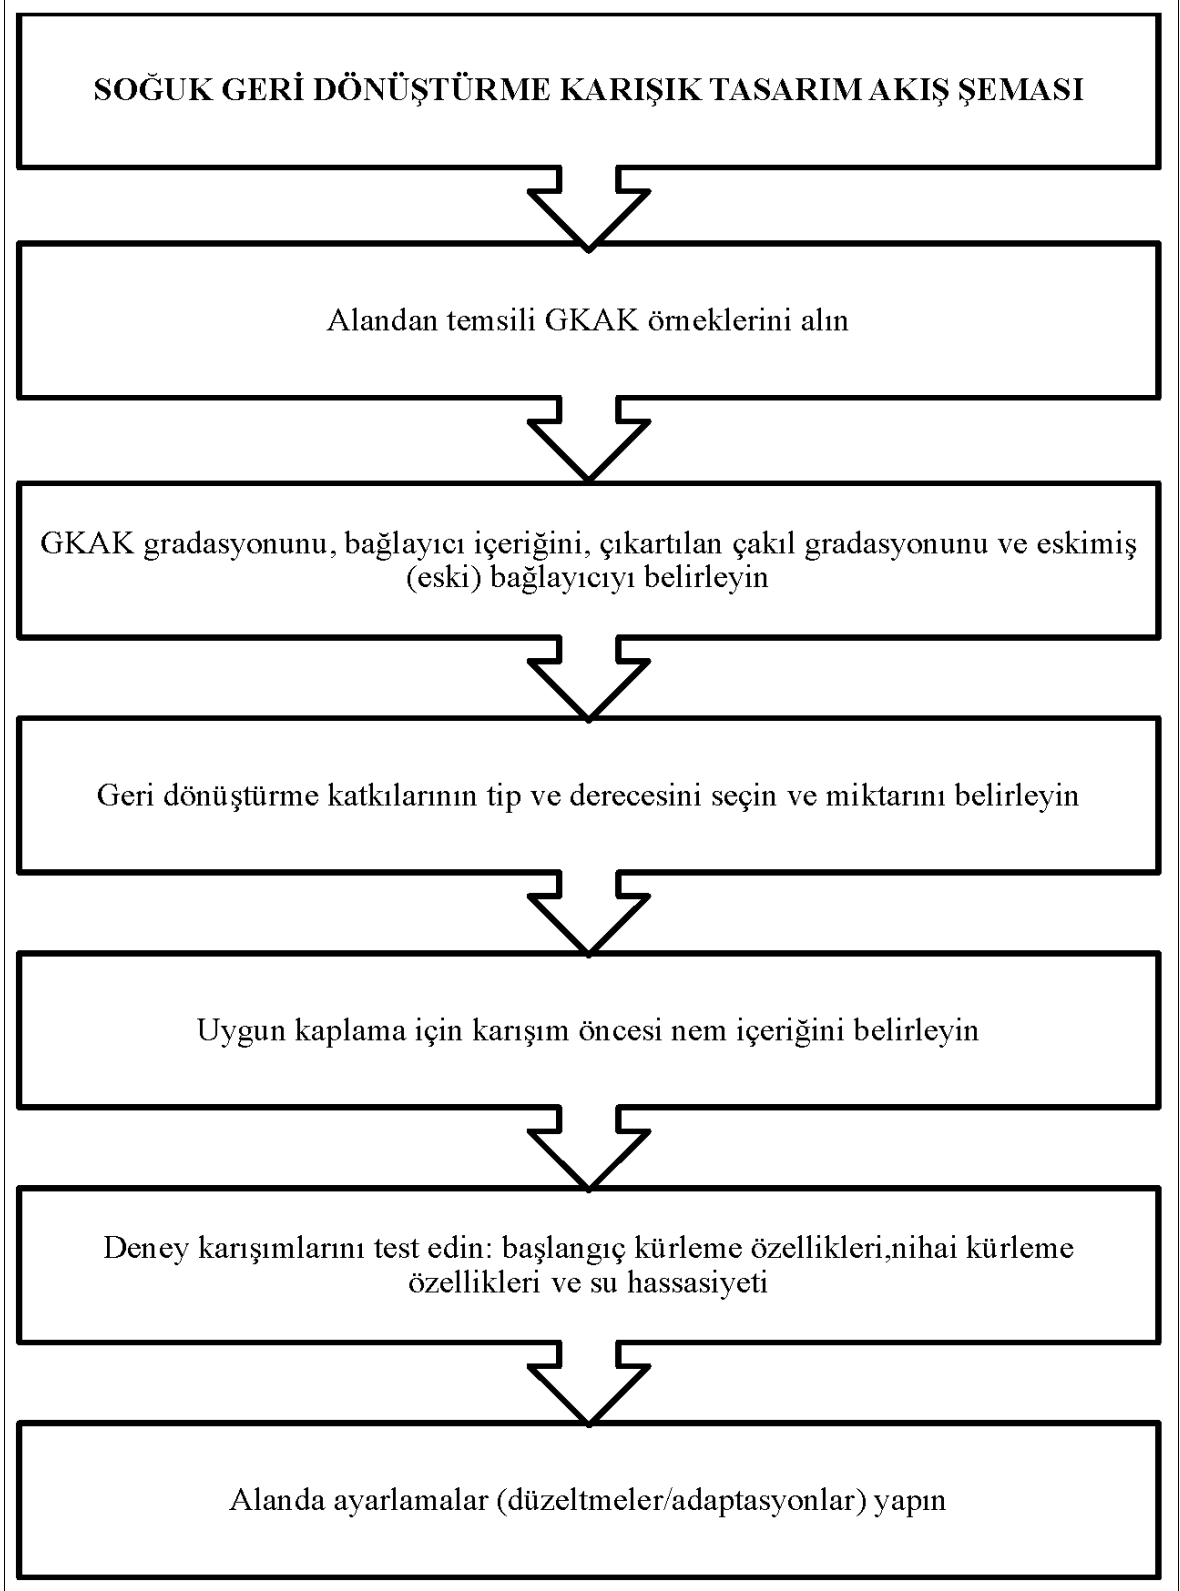 SOĞUK GERİ DÖNÜŞTÜRME KARIŞIK TASARIM AKIŞ ŞEMASI
Alandan temsili GKAK örneklerini alın
GKAK gradasyonunu, bağlayıcı içeriğini, çıkartılan çakıl gradasyonunu ve eskimiş
(eski) bağlayıcıyı belirleyin
Geri dönüştürme katkılarının tip ve derecesini seçin ve miktarını belirleyin
Uygun kaplama için karışım öncesi nem içeriğini belirleyin
Deney karışımlarını test edin: başlangıç kürleme özellikleri,nihai kürleme
özellikleri ve su hassasiyeti
Alanda ayarlamalar (düzeltmeler/adaptasyonlar) yapın